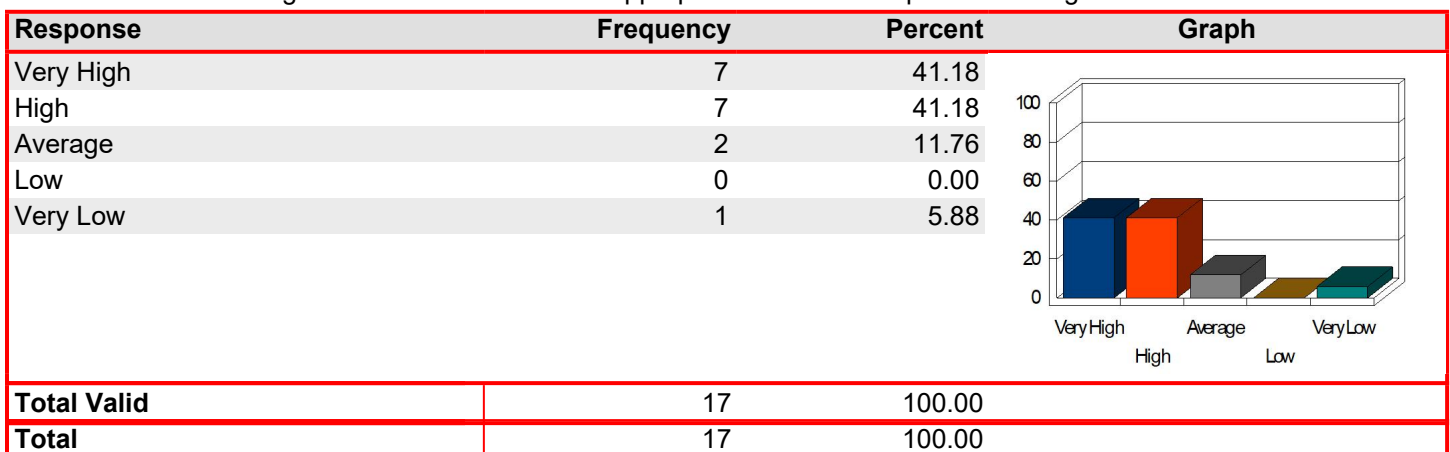 Response Frequency Percent Graph
Very High 7 41.18
High 7 41.18
Average 2 11.76
Low 0 0.00
Very Low 1 5.88
100
80
60
40
20
0
Very High Average Very Low
High Low
Total Valid 17 100.00
Total 17 100.00